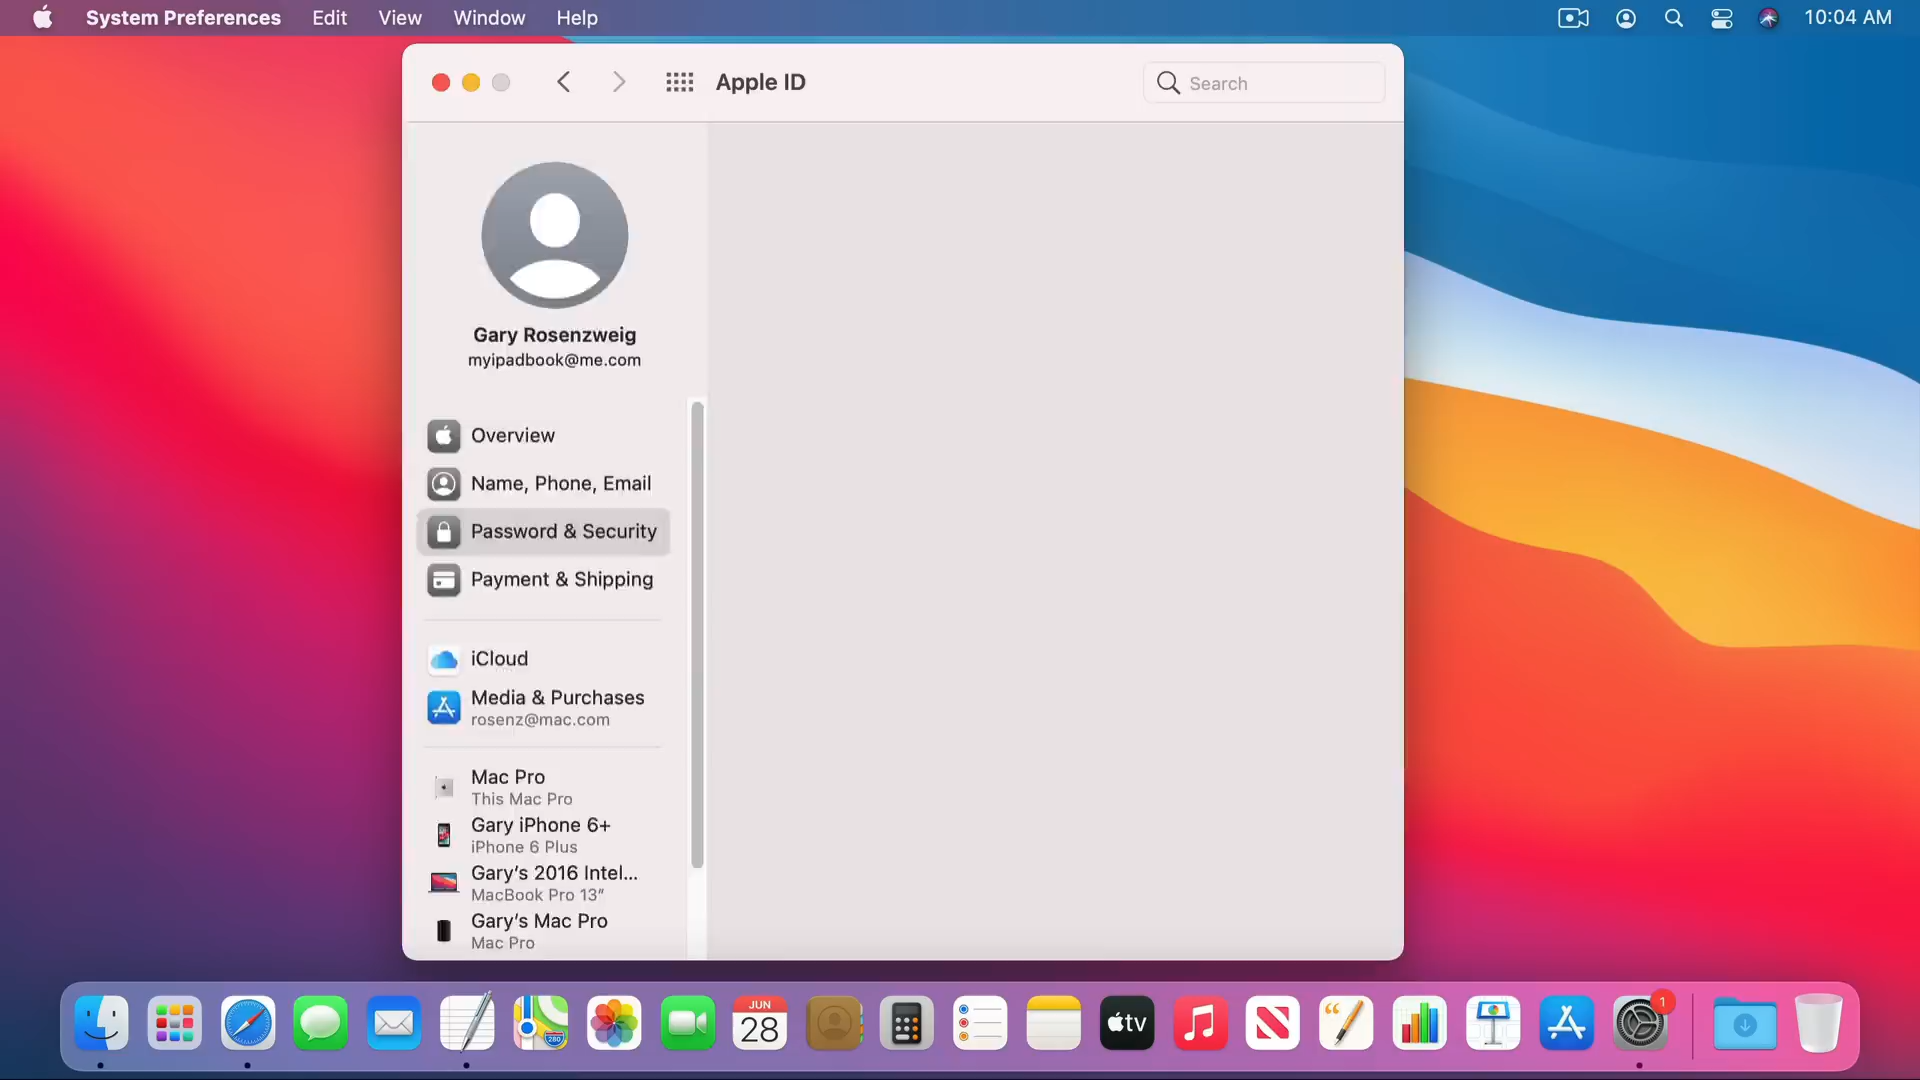 System Preferences Edit View Window Help 10:04 AM
Apple ID Search
Gary Rosenzweig
myipadbook@me.com
Overview
Name, Phone, Email
Password & Security
Payment & Shipping
iCloud
Media & Purchases
rosenz@mac.com
Mac Pro
This Mac Pro
Gary iPhone 6+
iPhone 6 Plus
Gary's 2016 Intel...
MacBook Pro 13"
Gary's Mac Pro
Mac Pro
JUN
28
280
tv
1